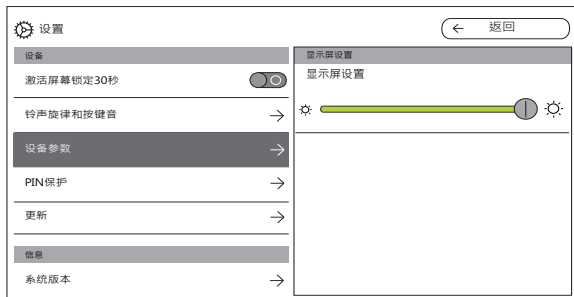 设置
返回
设备
激活屏幕锁定30秒
铃声旋律和按键音
设备参数
PIN保护
更新
信息
系统版本
显示屏设置
显示屏设置